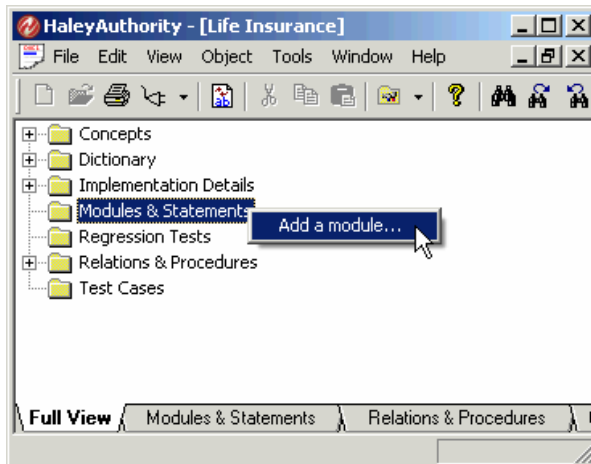 HaleyAuthority - [Life Insurance]
File Edit View Object Tools Window Help
Concepts
Dictionary
Implementation Details
Modules & Statements
Add a module...
Regression Tests
Relations & Procedures
Test Cases
Full View Modules & Statements Relations & Procedures